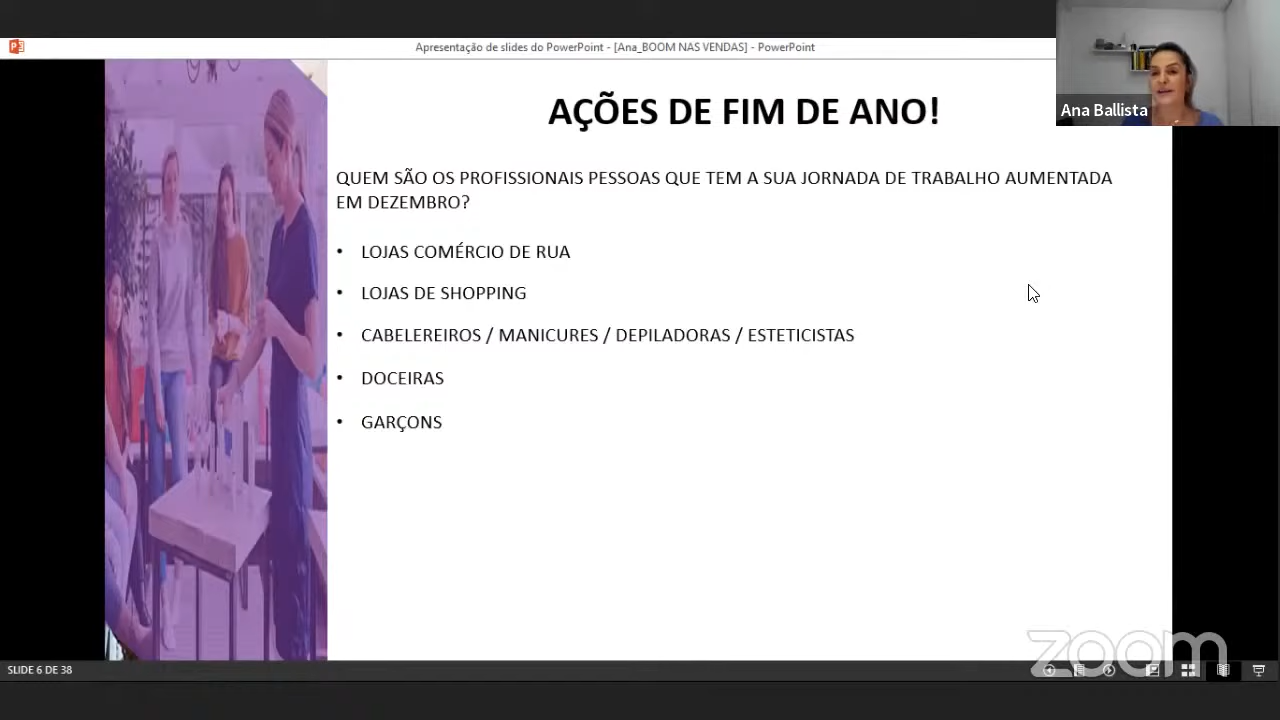 Apresentação de slides do PowerPoint - [Ana_BOOM NAS VENDAS] - PowerPoint
Ana Ballista
AÇÕES DE FIM DE ANO!
QUEM SÃO OS PROFISSIONAIS PESSOAS QUE TEM A SUA JORNADA DE TRABALHO AUMENTADA
EM DEZEMBRO?
• LOJAS COMÉRCIO DE RUA
• LOJAS DE SHOPPING
• CABELEREIROS / MANICURES / DEPILADORAS / ESTETICISTAS
• DOCEIRAS
• GARÇONS
zoom
SLIDE 6 DE 38